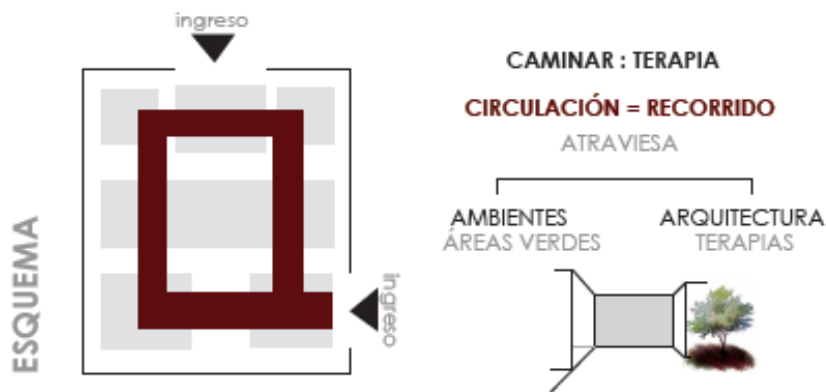 ingreso
ESQUEMA
ingreso
CAMINAR : TERAPIA
CIRCULACIÓN = RECORRIDO
ATRAVIESA
AMBIENTES
ÁREAS VERDES
ARQUITECTURA
TERAPIAS